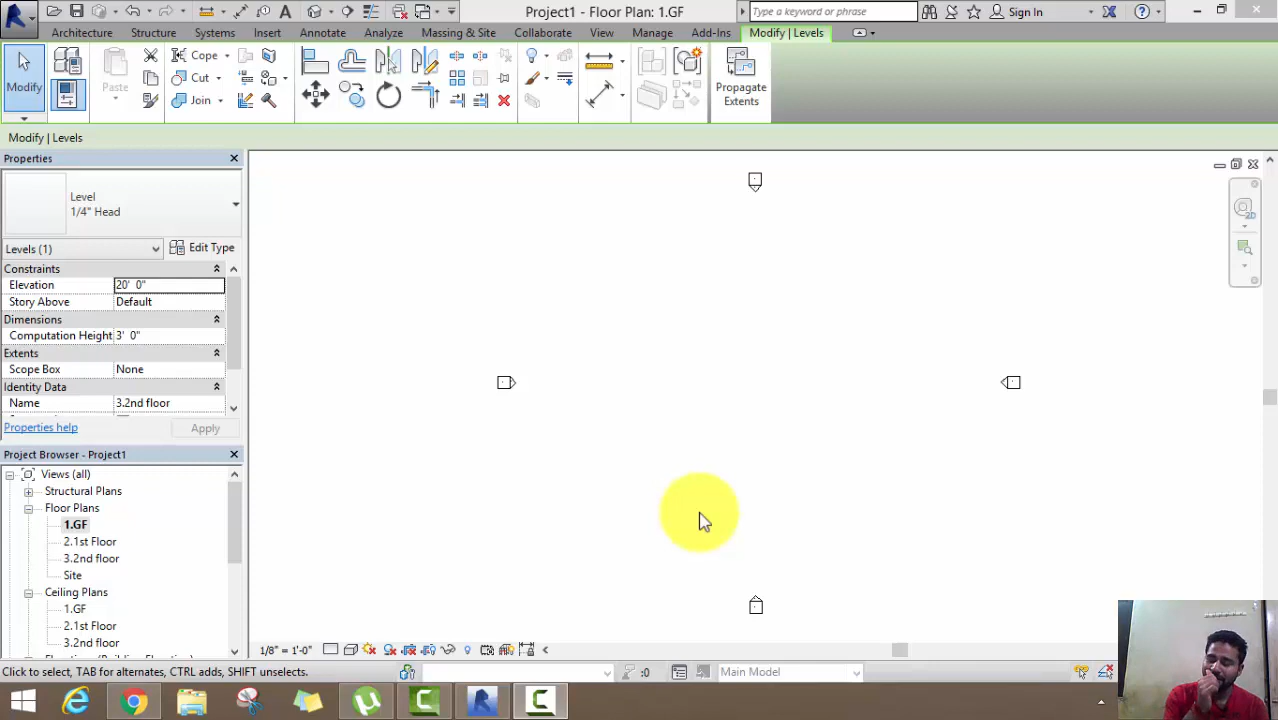 Project1 - Floor Plan: 1.GF
Type a keyword or phrase
Sign In
Architecture
Structure
Systems
Insert
Annotate
Analyze
Massing & Site
Collaborate
View
Manage
Add-Ins
Modify | Levels
Modify
Paste
Cope
Cut
Join
Propagate
Extents
Modify | Levels
Properties
Level
1/4" Head
Levels (1)
Edit Type
Constraints
Elevation 20' 0"
Story Above Default
Dimensions
Computation Height 3' 0"
Extents
Scope Box None
Identity Data
Name 3.2nd floor
Properties help
Apply
Project Browser - Project1
Views (all)
Structural Plans
Floor Plans
1.GF
2.1st Floor
3.2nd floor
Site
Ceiling Plans
1.GF
2.1st Floor
3.2nd floor
2D
1/8" = 1'-0"
Click to select, TAB for alternates, CTRL adds, SHIFT unselects.
:0
Main Model